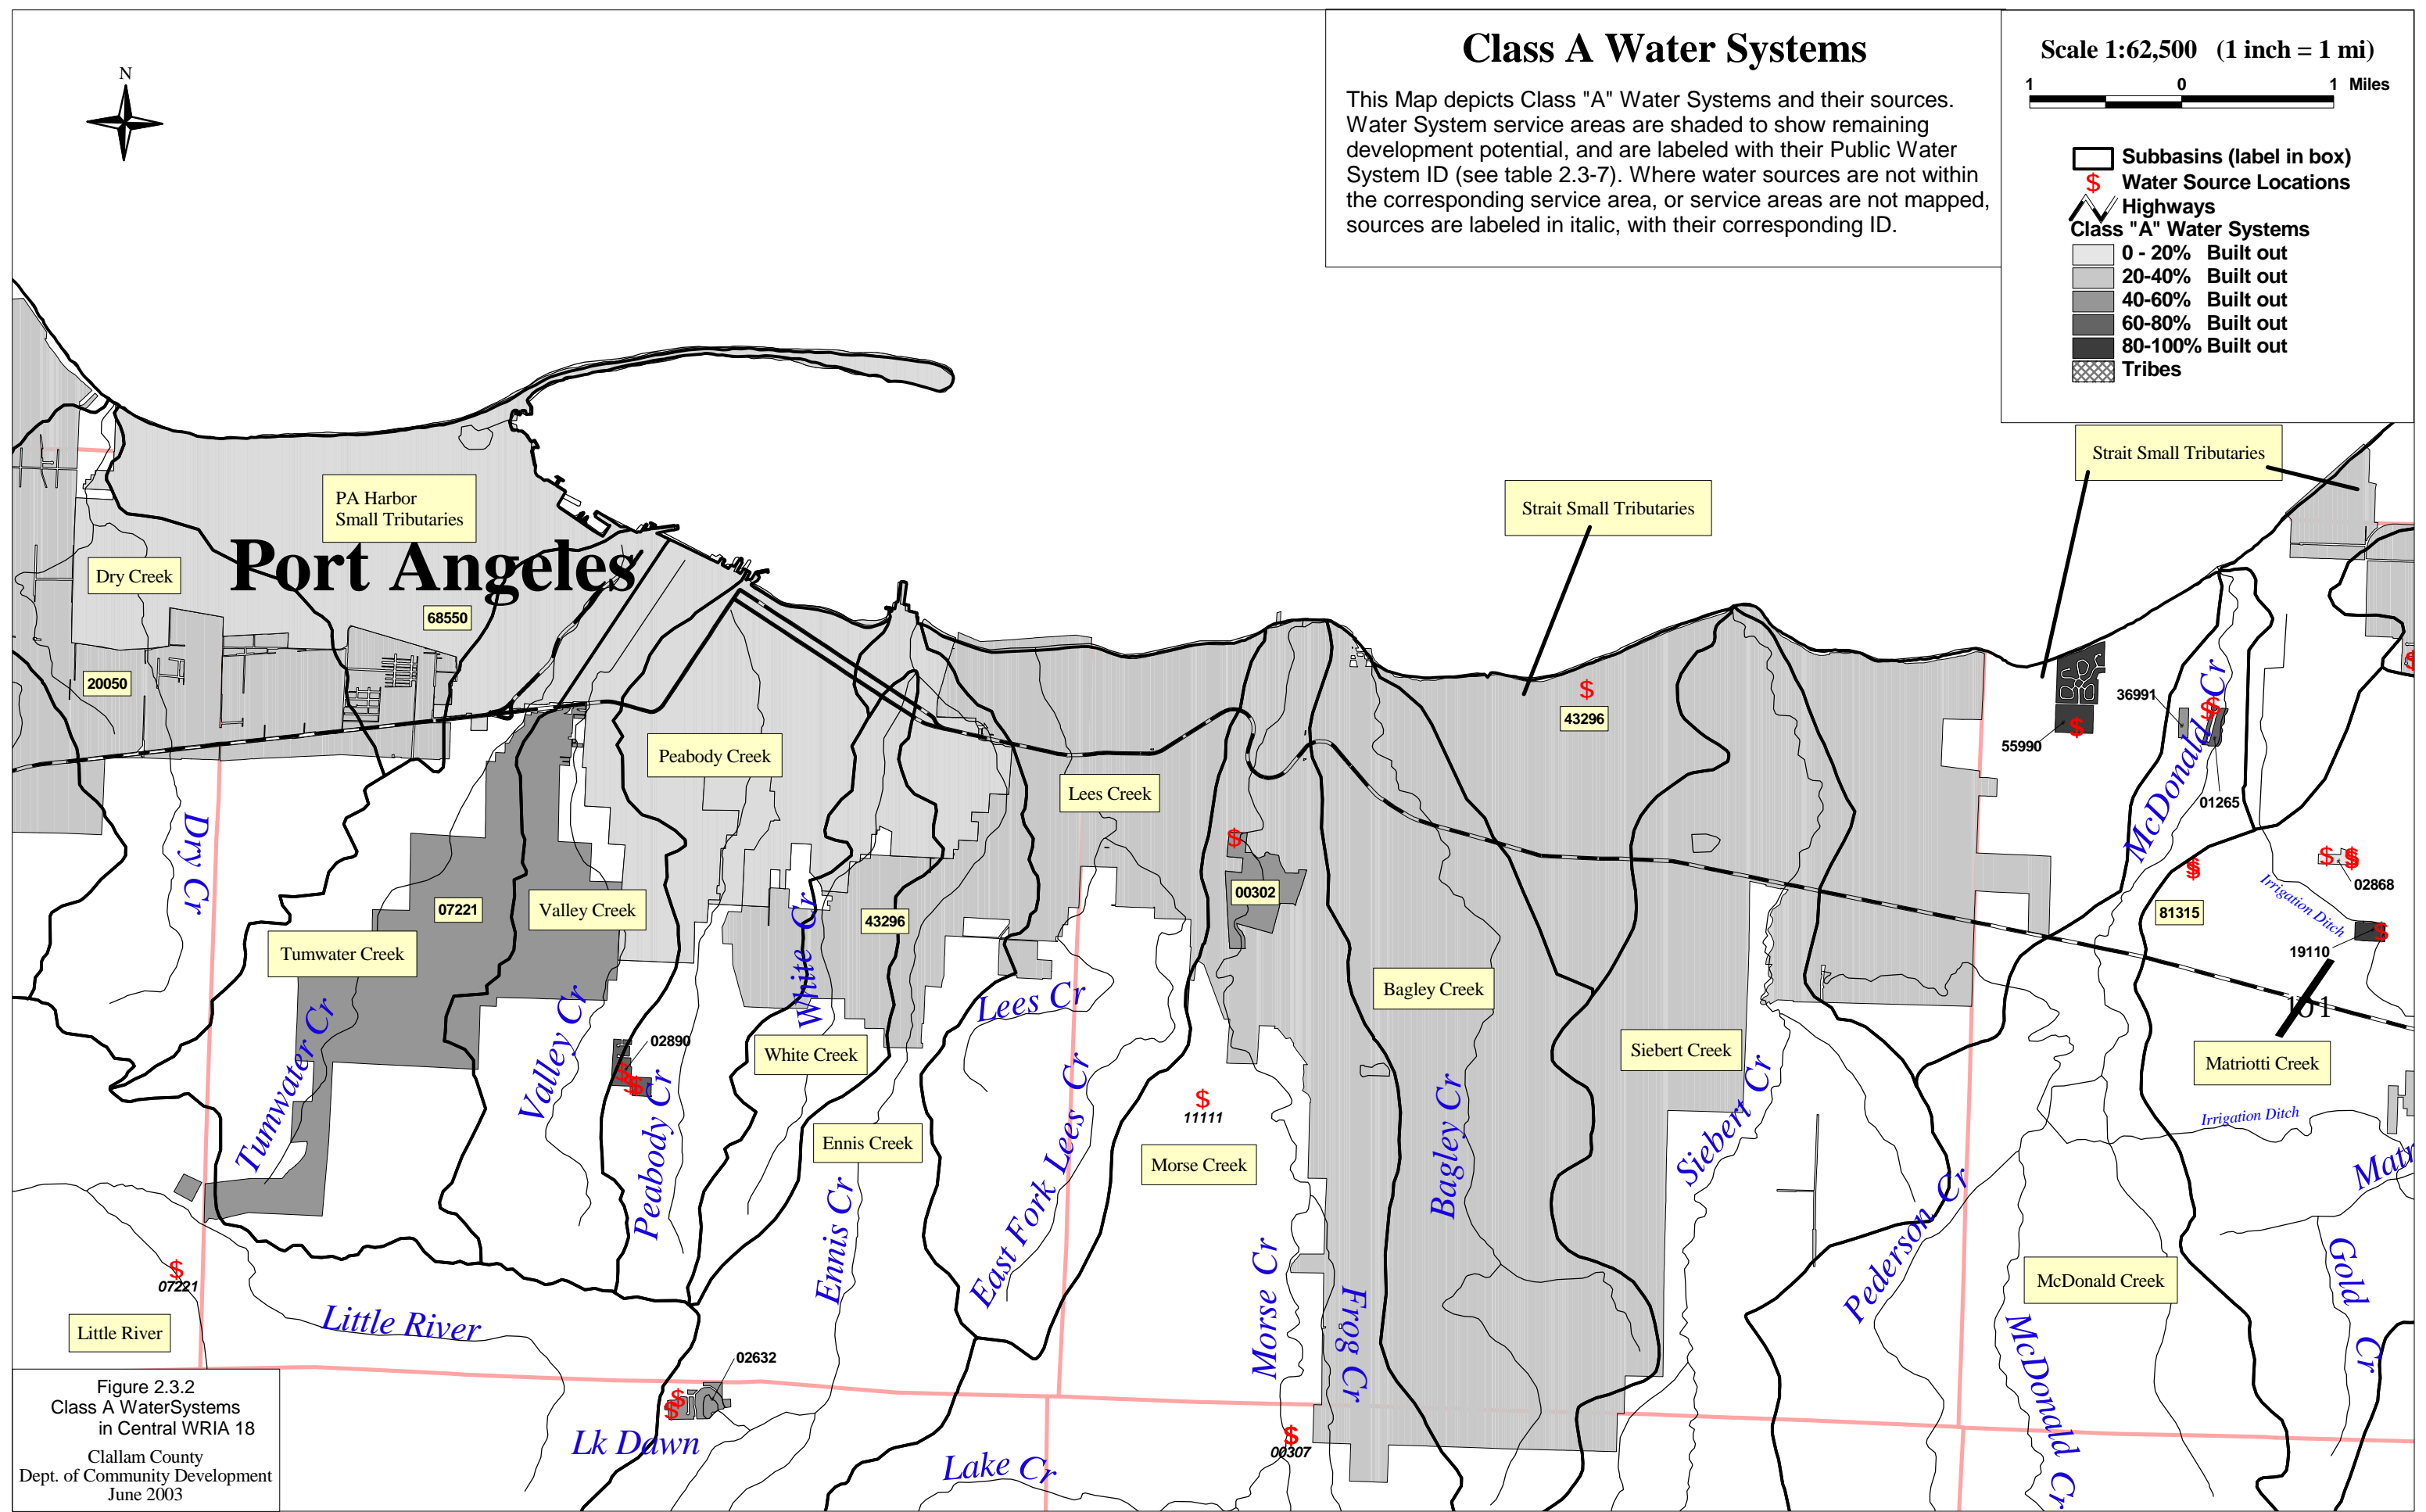 Class A Water Systems
This Map depicts Class "A" Water Systems and their sources.
Water System service areas are shaded to show remaining
development potential, and are labeled with their Public Water
System ID (see table 2.3-7). Where water sources are not within
the corresponding service area, or service areas are not mapped,
sources are labeled in italic, with their corresponding ID.
Scale 1:62,500 (1 inch = 1 mi)
1 0 1 Miles
Subbasins (label in box)
$ Water Source Locations
Highways
Class "A" Water Systems
0 - 20% Built out
20-40% Built out
40-60% Built out
60-80% Built out
80-100% Built out
Tribes
N
Strait Small Tributaries
Strait Small Tributaries
PA Harbor
Small Tributaries
Port Angeles
Dry Creek
68550
20050
43296
36991
55990
01265
McDonald Cr
Peabody Creek
Lees Creek
Dry Cr
07221
Valley Creek
Tumwater Creek
White Cr
43296
00302
81315
02868
Irrigation Ditch
19110
101
Lees Cr
Bagley Creek
Tumwater Cr
Valley Cr
02890
Peabody Cr
White Creek
Siebert Creek
Matriotti Creek
11111
Irrigation Ditch
Ennis Creek
Morse Creek
East Fork Lees Cr
Bagley Cr
Siebert Cr
Matr
Ennis Cr
Pederson Cr
Morse Cr
Frog Cr
McDonald Creek
Gold Cr
07221
Little River
Little River
02632
McDonald Cr
Lk Dawn
00307
Lake Cr
Figure 2.3.2
Class A WaterSystems
in Central WRIA 18
Clallam County
Dept. of Community Development
June 2003